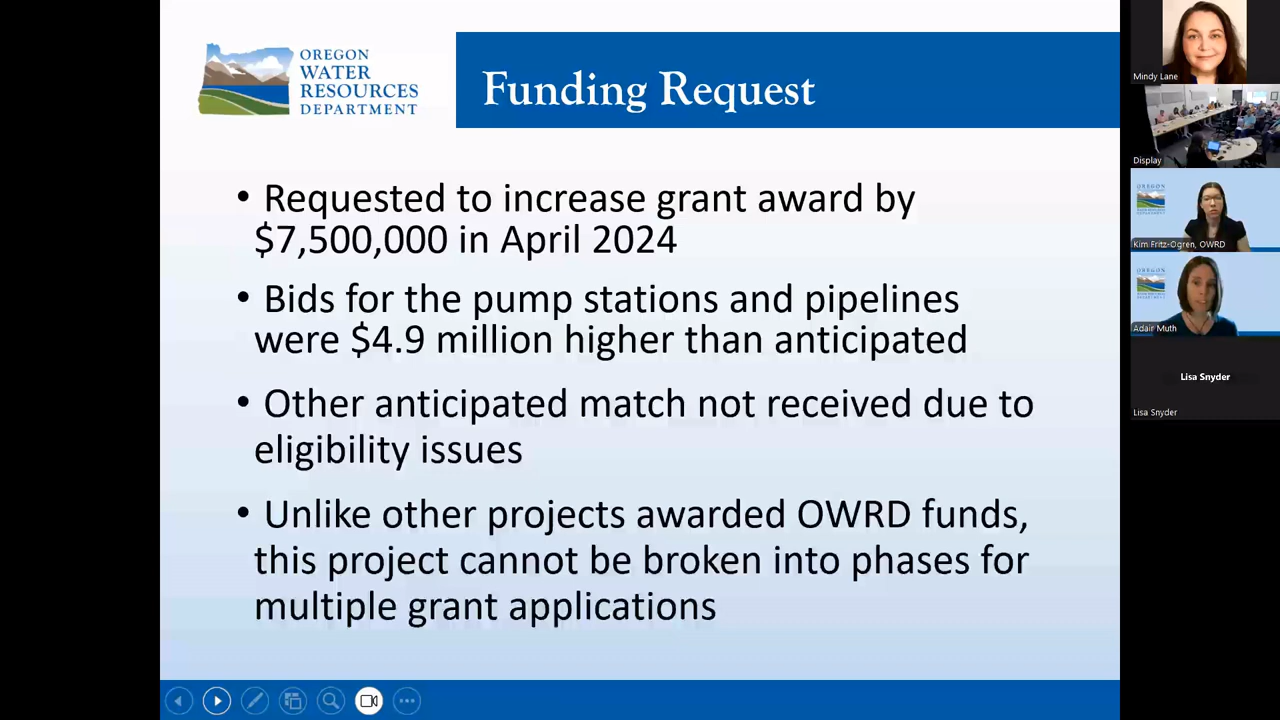 OREGON
WATER
RESOURCES
DEPARTMENT
Funding Request
• Requested to increase grant award by
$7,500,000 in April 2024
• Bids for the pump stations and pipelines
were $4.9 million higher than anticipated
• Other anticipated match not received due to
eligibility issues
• Unlike other projects awarded OWRD funds,
this project cannot be broken into phases for
multiple grant applications
Mindy Lane
Display
OREGON
Kim Fritz-Ogren, OWRD
OREGON
Adair Muth
Lisa Snyder
Lisa Snyder